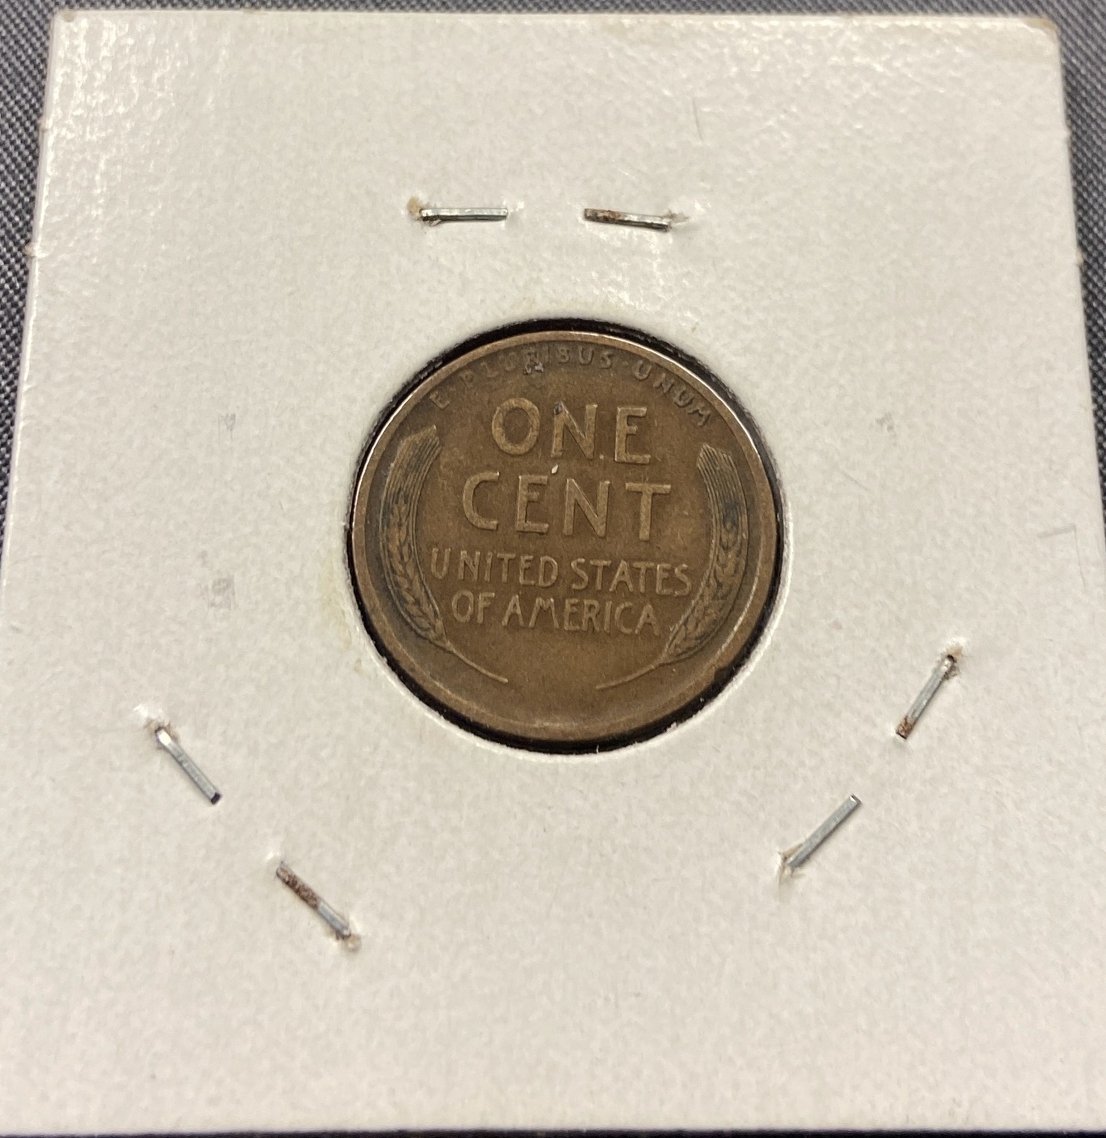 E·PLURIBUS·UNUM
ONE
CENT
UNITED STATES
OF AMERICA